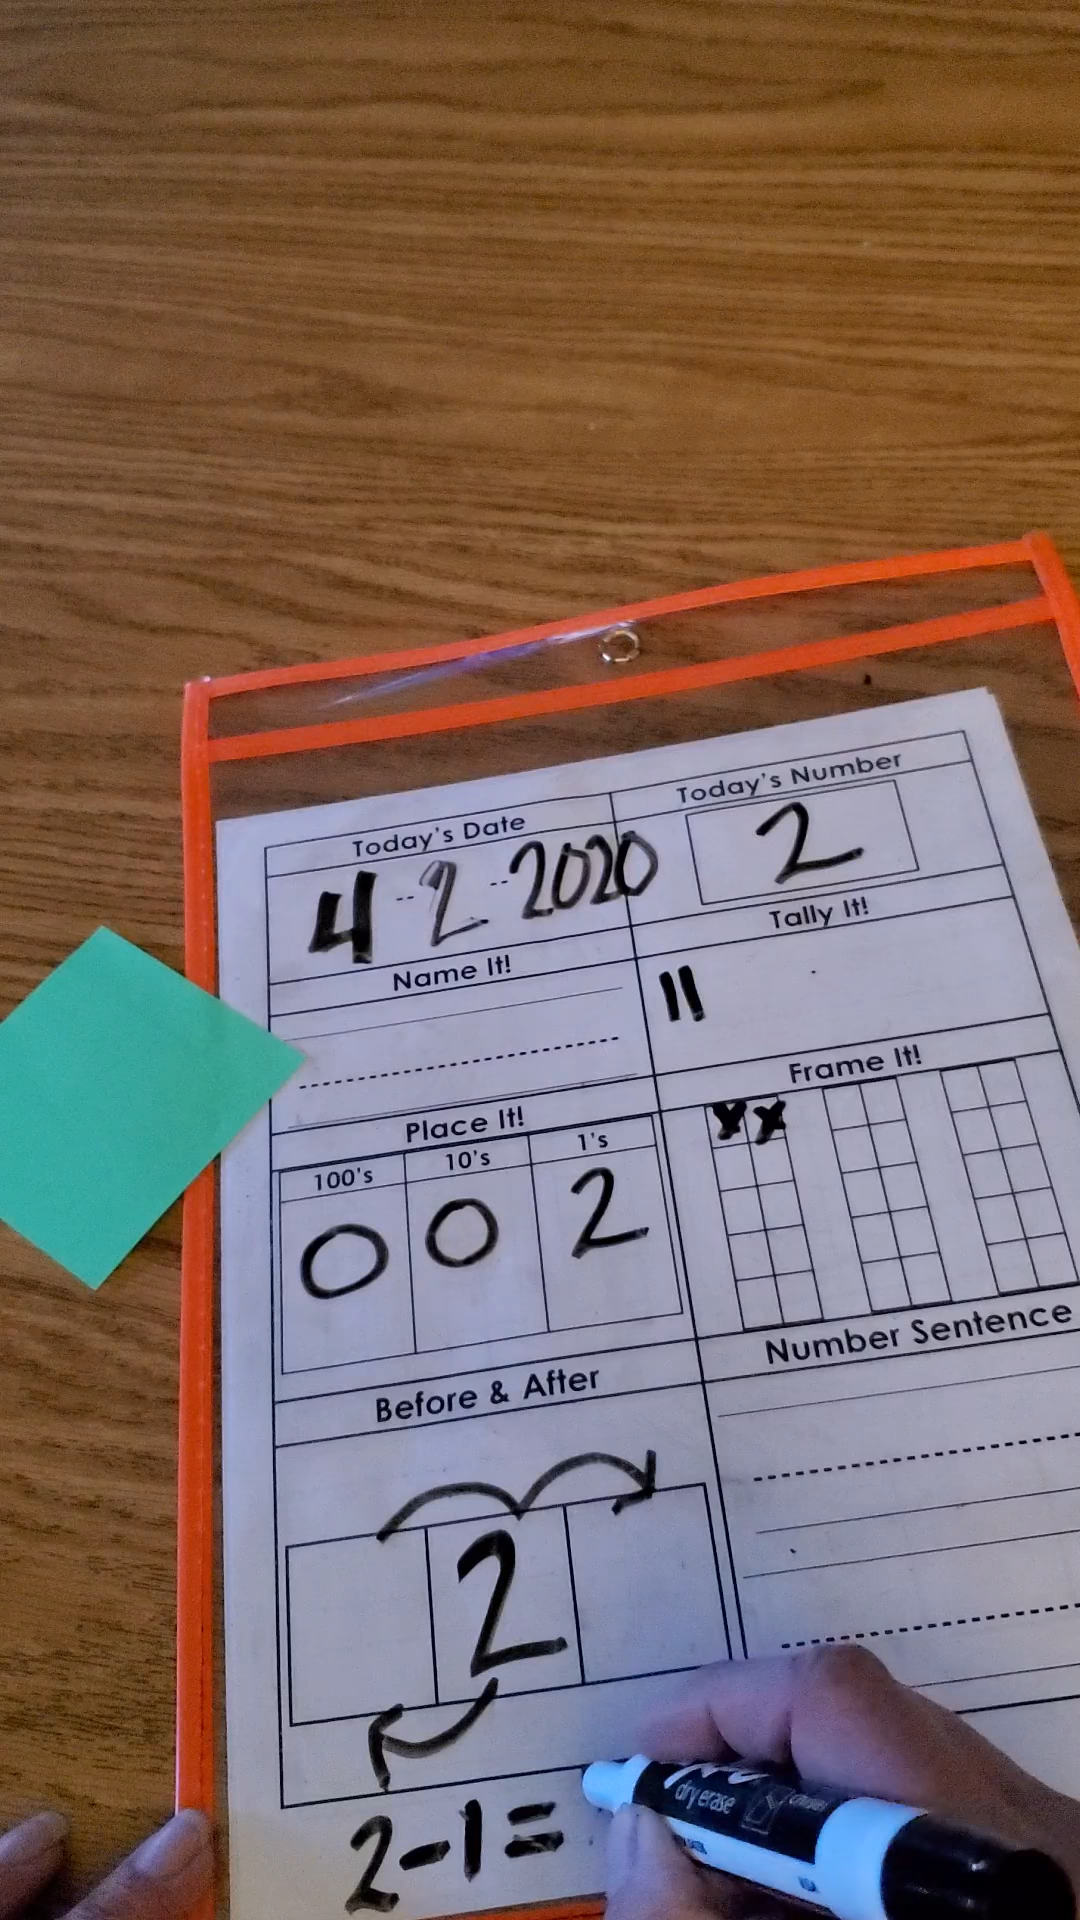 Today's Date
4--2--2020
Today's Number
2
Name It!
Tally It!
Place It!
100's 10's 1's
0 0 2
Frame It!
X X
Before & After
2
Number Sentence
2-1=
dry erase